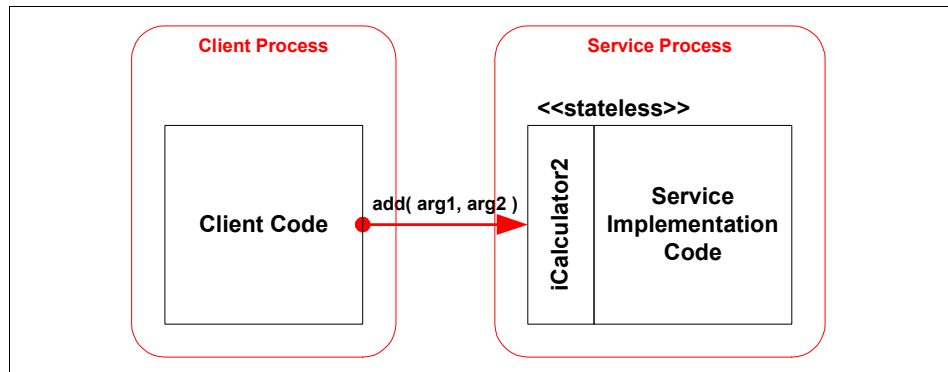 Client Process
Service Process
<<stateless>>
Client Code
add( arg1, arg2 )
iCalculator2
Service
Implementation
Code